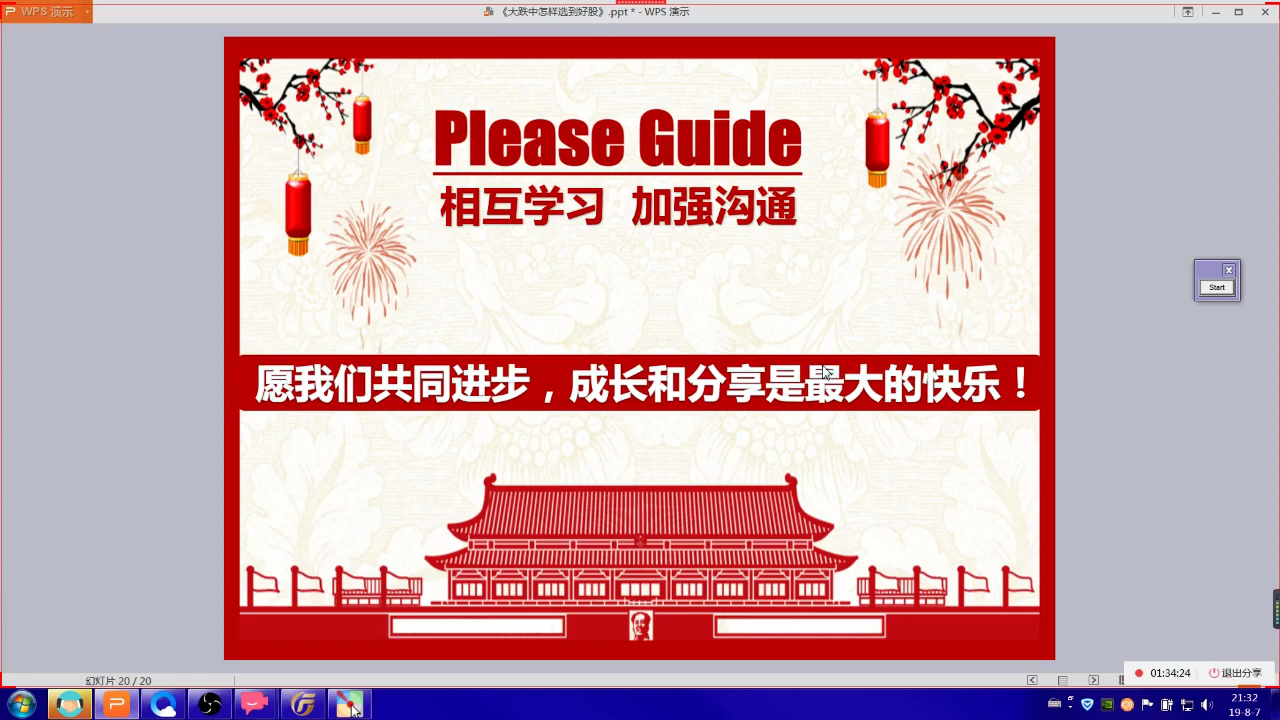 WPS 演示
《大跌中怎样选到好股》.ppt * - WPS 演示
Please Guide
相互学习 加强沟通
Start
愿我们共同进步，成长和分享是最大的快乐！
幻灯片 20 / 20
01:34:24
退出分享
21:32
19-8-7